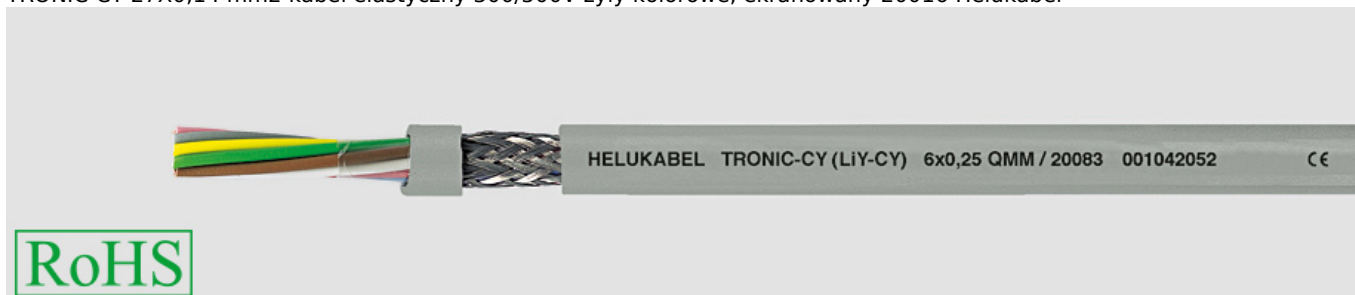 HELUKABEL TRONIC-CY (LiY-CY) 6x0,25 QMM / 20083 001042052 CE
RoHS